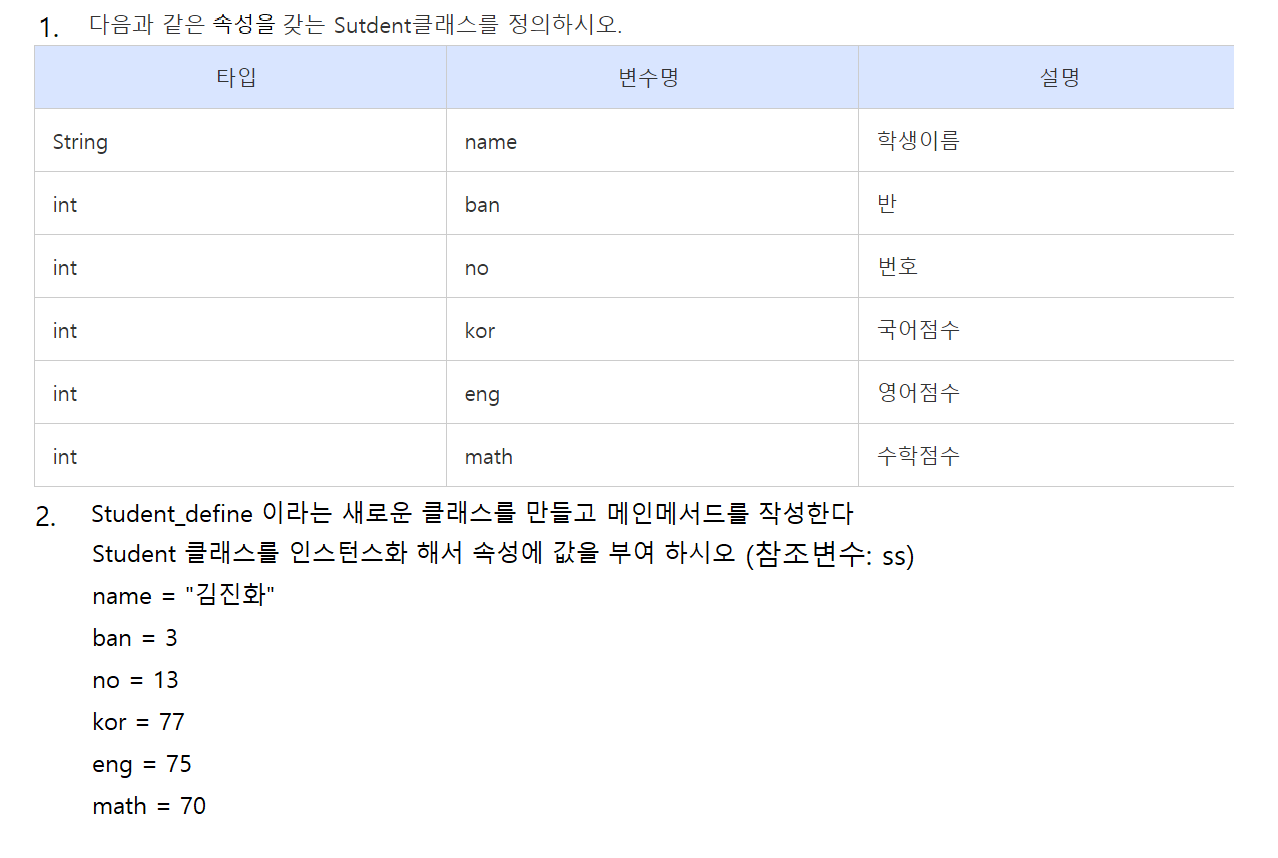 1. 다음과 같은 속성을 갖는 Sutdent클래스를 정의하시오.
타입 변수명 설명
String name 학생이름
int ban 반
int no 번호
int kor 국어점수
int eng 영어점수
int math 수학점수
2. Student_define 이라는 새로운 클래스를 만들고 메인메서드를 작성한다
Student 클래스를 인스턴스화 해서 속성에 값을 부여 하시오 (참조변수: ss)
name = "김진화"
ban = 3
no = 13
kor = 77
eng = 75
math = 70